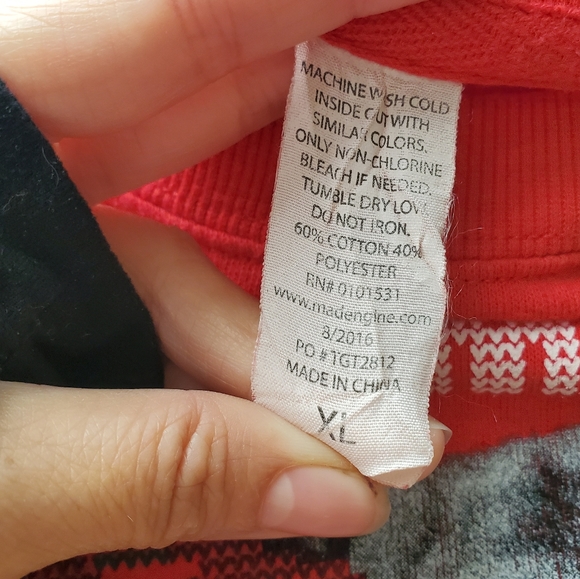 MACHINE WASH COLD
INSIDE OUT WITH
SIMILAR COLORS.
ONLY NON-CHLORINE
BLEACH IF NEEDED.
TUMBLE DRY LOW.
DO NOT IRON.
60% COTTON 40%
POLYESTER
RN# 0101531
www.madengine.com
8/2016
PO # TGT2812
MADE IN CHINA
XL